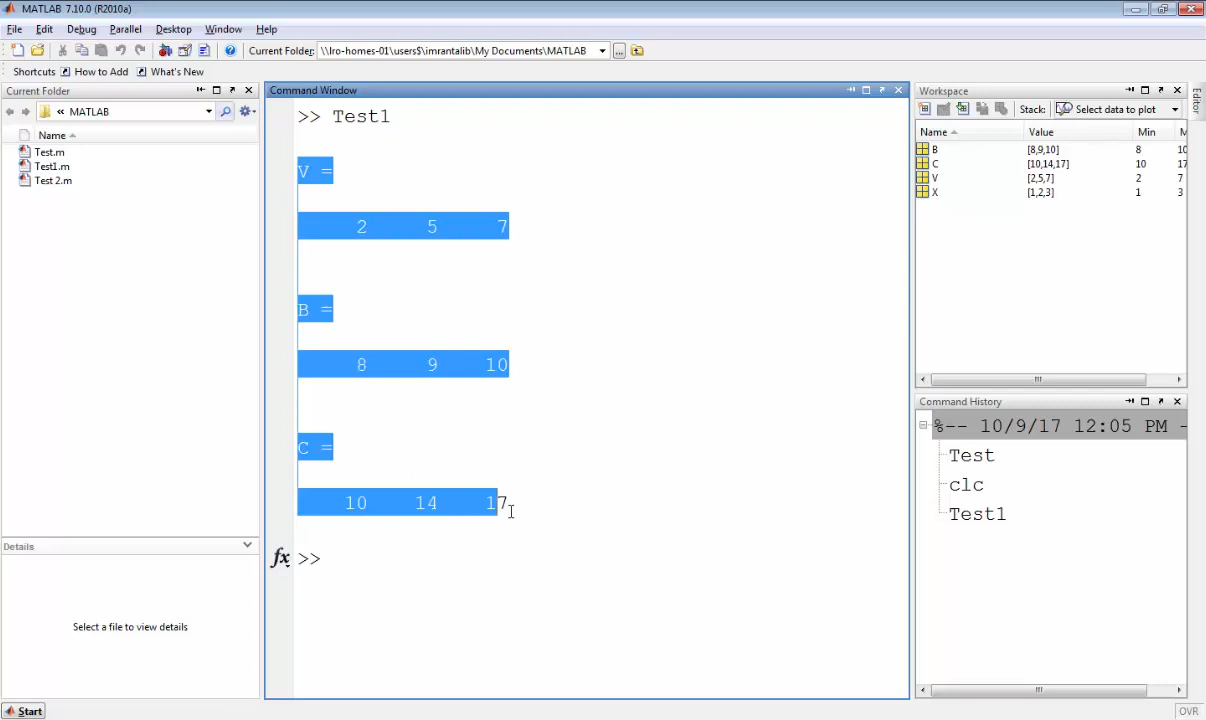 MATLAB 7.10.0 (R2010a)
File Edit Debug Parallel Desktop Window Help
Current Folder: \\lro-homes-01\users$\imrantalib\My Documents\MATLAB ...
Shortcuts How to Add What's New
Current Folder
« MATLAB
Name
Test.m
Test1.m
Test 2.m
Details
Select a file to view details
Start
Command Window
>> Test1
V =
2 5 7
B =
8 9 10
C =
10 14 17
fx >>
Workspace
Stack: Select data to plot
Name Value Min M
B [8,9,10] 8 10
C [10,14,17] 10 17
V [2,5,7] 2 7
X [1,2,3] 1 3
Editor
Command History
%-- 10/9/17 12:05 PM -
Test
clc
Test1
OVR